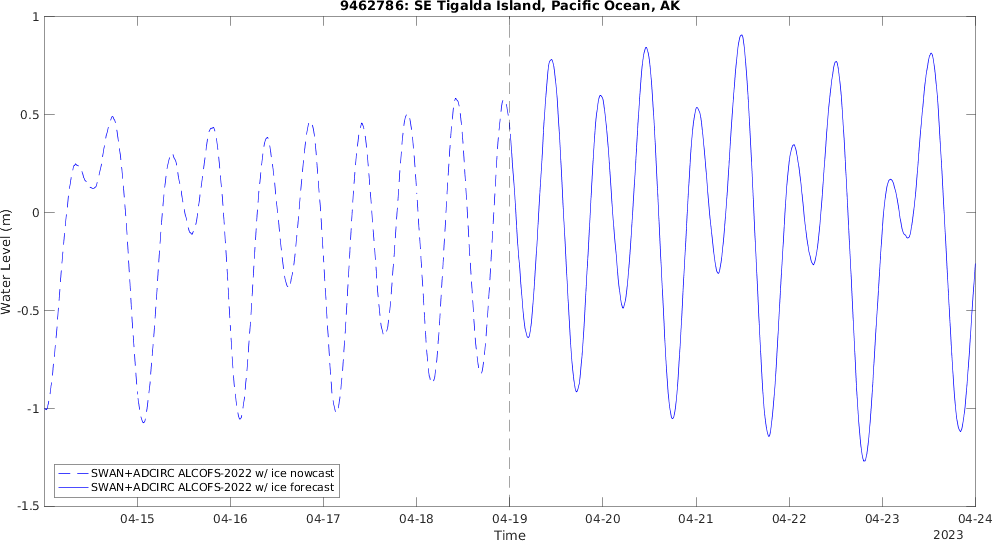 9462786: SE Tigalda Island, Pacific Ocean, AK
1
0.5
0
-0.5
-1
-1.5
Water Level (m)
SWAN+ADCIRC ALCOFS-2022 w/ ice nowcast
SWAN+ADCIRC ALCOFS-2022 w/ ice forecast
04-15 04-16 04-17 04-18 04-19 04-20 04-21 04-22 04-23 04-24
Time
2023